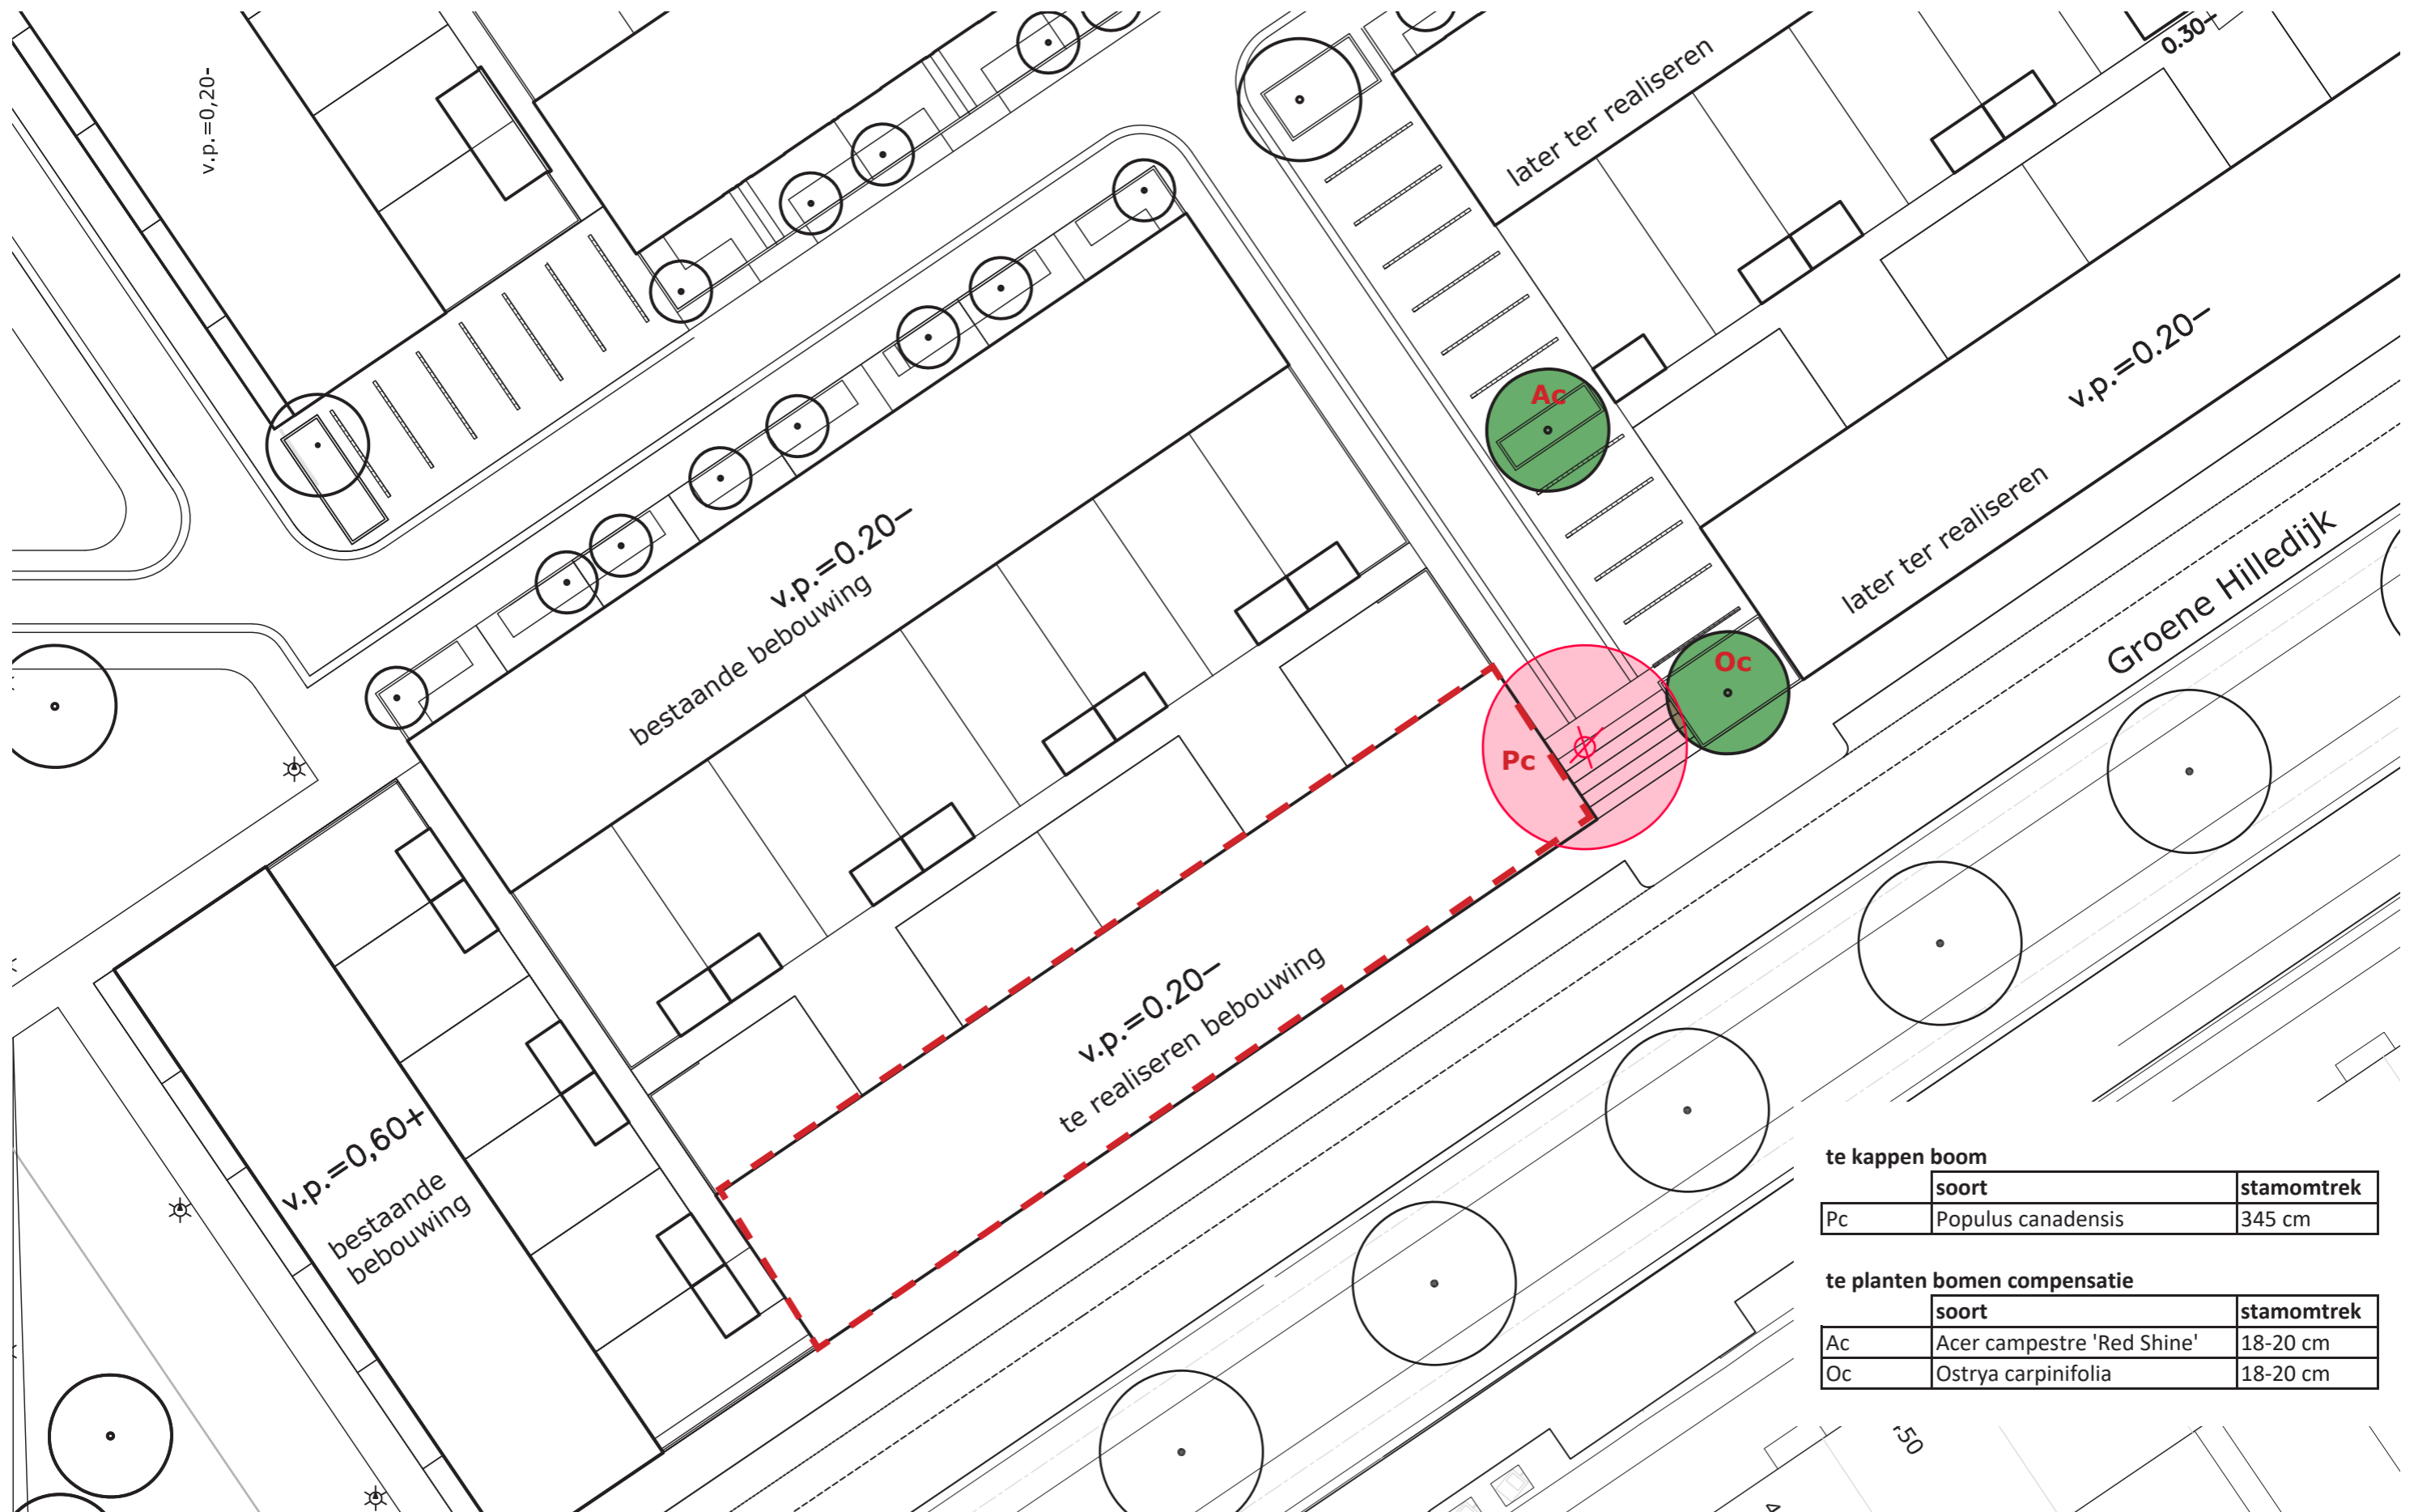 v.p.=0,20-
0.30-
later ter realiseren
Ac
v.p.=0.20-
v.p.=0.20-
bestaande bebouwing
later ter realiseren
Groene Hilledijk
Oc
Pc
v.p.=0.20-
te realiseren bebouwing
v.p.=0,60+
bestaande
bebouwing
te kappen boom
soort stamomtrek
Pc Populus canadensis 345 cm
te planten bomen compensatie
soort stamomtrek
Ac Acer campestre 'Red Shine' 18-20 cm
Oc Ostrya carpinifolia 18-20 cm